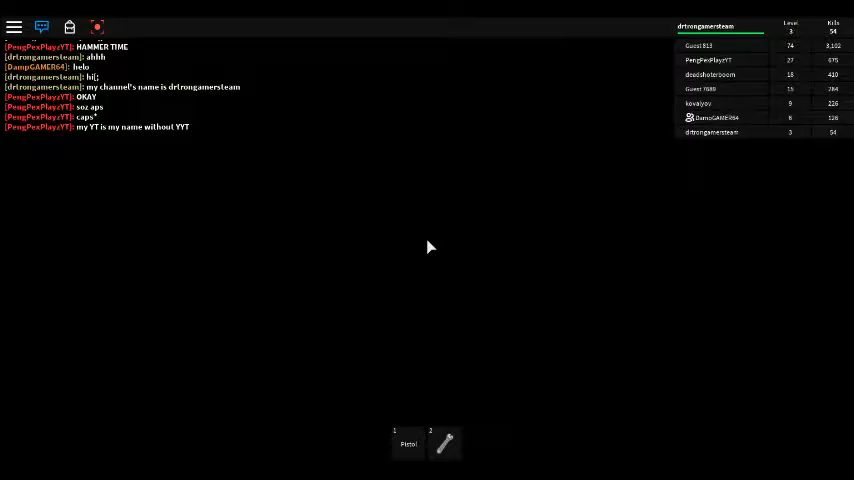 [PengPexPlayzYT]: HAMMER TIME
[drtrongamersteam]: ahhh
[DampGAMER64]: helo
[drtrongamersteam]: hi[;
[drtrongamersteam]: my channel's name is drtrongamersteam
[PengPexPlayzYT]: OKAY
[PengPexPlayzYT]: soz aps
[PengPexPlayzYT]: caps*
[PengPexPlayzYT]: my YT is my name without YYT
drtrongamersteam Level 3 Kills 54
Guest 813 74 3,102
PengPexPlayzYT 27 675
deadshoterboom 18 410
Guest 7689 15 284
kovalyov 9 226
DampGAMER64 6 126
drtrongamersteam 3 54
1 2
Pistol